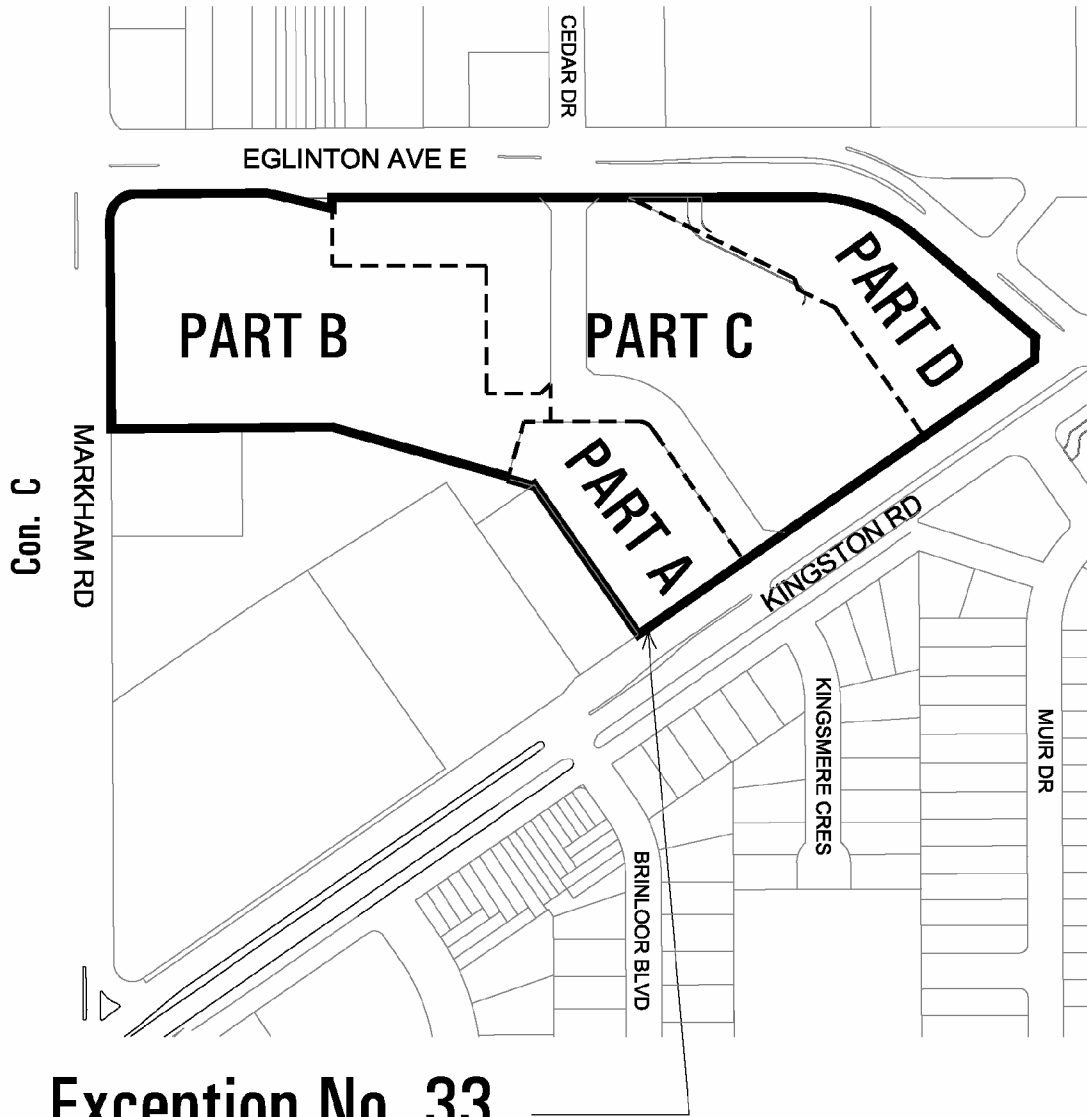 CEDAR DR
EGLINTON AVE E
PART B
PART C
PART D
PART A
Con. C
MARKHAM RD
KINGSTON RD
KINGSMERE CRES
MUIR DR
BRINLOOR BLVD
Exception No. 33